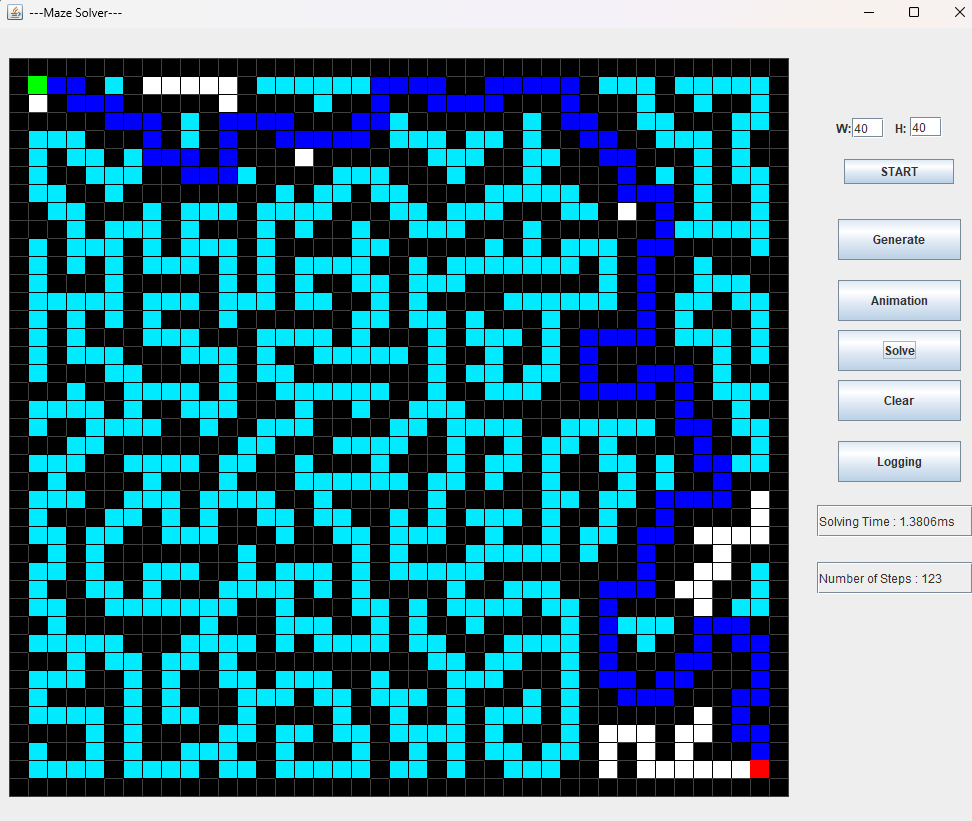 ---Maze Solver---
W: 40 H: 40
START
Generate
Animation
Solve
Clear
Logging
Solving Time : 1.3806ms
Number of Steps : 123